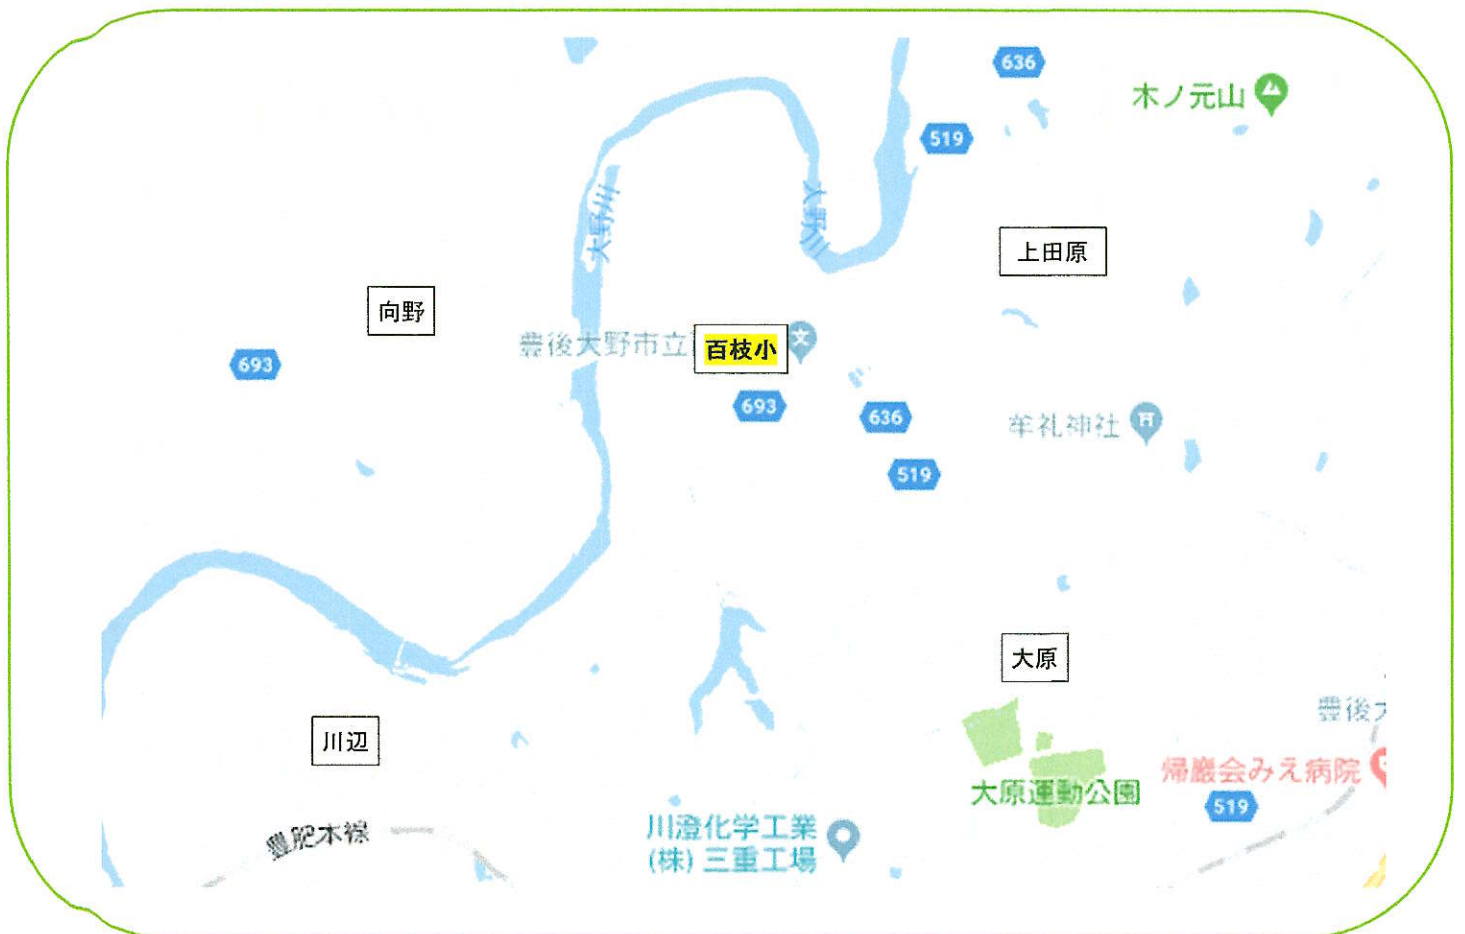 636
木ノ元山
519
大野川
大野川
上田原
向野
豊後大野市立
百枝小
693
693
636
牟礼神社
519
大原
豊後大
川辺
帰巖会みえ病院
大原運動公園
519
川澄化学工業
(株) 三重工場
豊肥本線